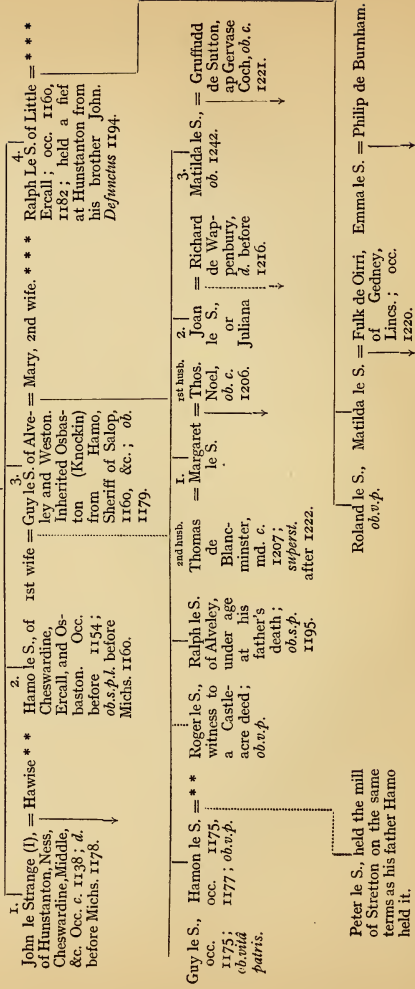 1.
John le Strange (I), = Hawise * *
of Hunstanton, Ness,
Cheswardine, Middle,
&c. Occ. c. 1138; d.
before Michs. 1178.
2.
Hamo le S., of
Cheswardine,
Ercall, and Os-
baston. Occ.
before 1154;
ob.s.p.l. before
Michs. 1160.
3.
1st wife = Guy le S. of Alve- = Mary, 2nd wife. * * *
ley and Weston.
Inherited Osbas-
ton (Knockin)
from Hamo,
Sheriff of Salop,
1160, &c.; ob.
1179.
4.
Ralph Le S. of Little = * * *
Ercall; occ. 1160,
1182; held a fief
at Hunstanton from
his brother John.
Defunctus 1194.
Guy le S.,
occ.
1175;
ob.vitâ
patris.
Hamon le S. = * *
occ. 1175,
1177; ob.v.p.
Roger le S.,
witness to
a Castle-
acre deed;
ob.v.p.
Ralph le S.
of Alveley,
under age
at his
father's
death;
ob.s.p.
1195.
2nd husb.
Thomas
de
Blanc-
minster,
md. c.
1207;
superst.
after 1222.
1.
= Margaret =
le S.
1st husb.
Thos.
Noel,
ob. c.
1206.
2.
Joan
le S.,
or
Juliana
= Richard
de Wap-
penbury,
d. before
1216.
3.
Matilda le S.,
ob. 1242.
= Gruffudd
de Sutton,
ap Gervase
Coch, ob. c.
1221.
Peter le S., held the mill
of Stretton on the same
terms as his father Hamo
held it.
Roland le S.,
ob.v.p.
Matilda le S. = Fulk de Oirri,
of Gedney,
Lincs.; occ.
1220.
Emma le S. = Philip de Burnham.